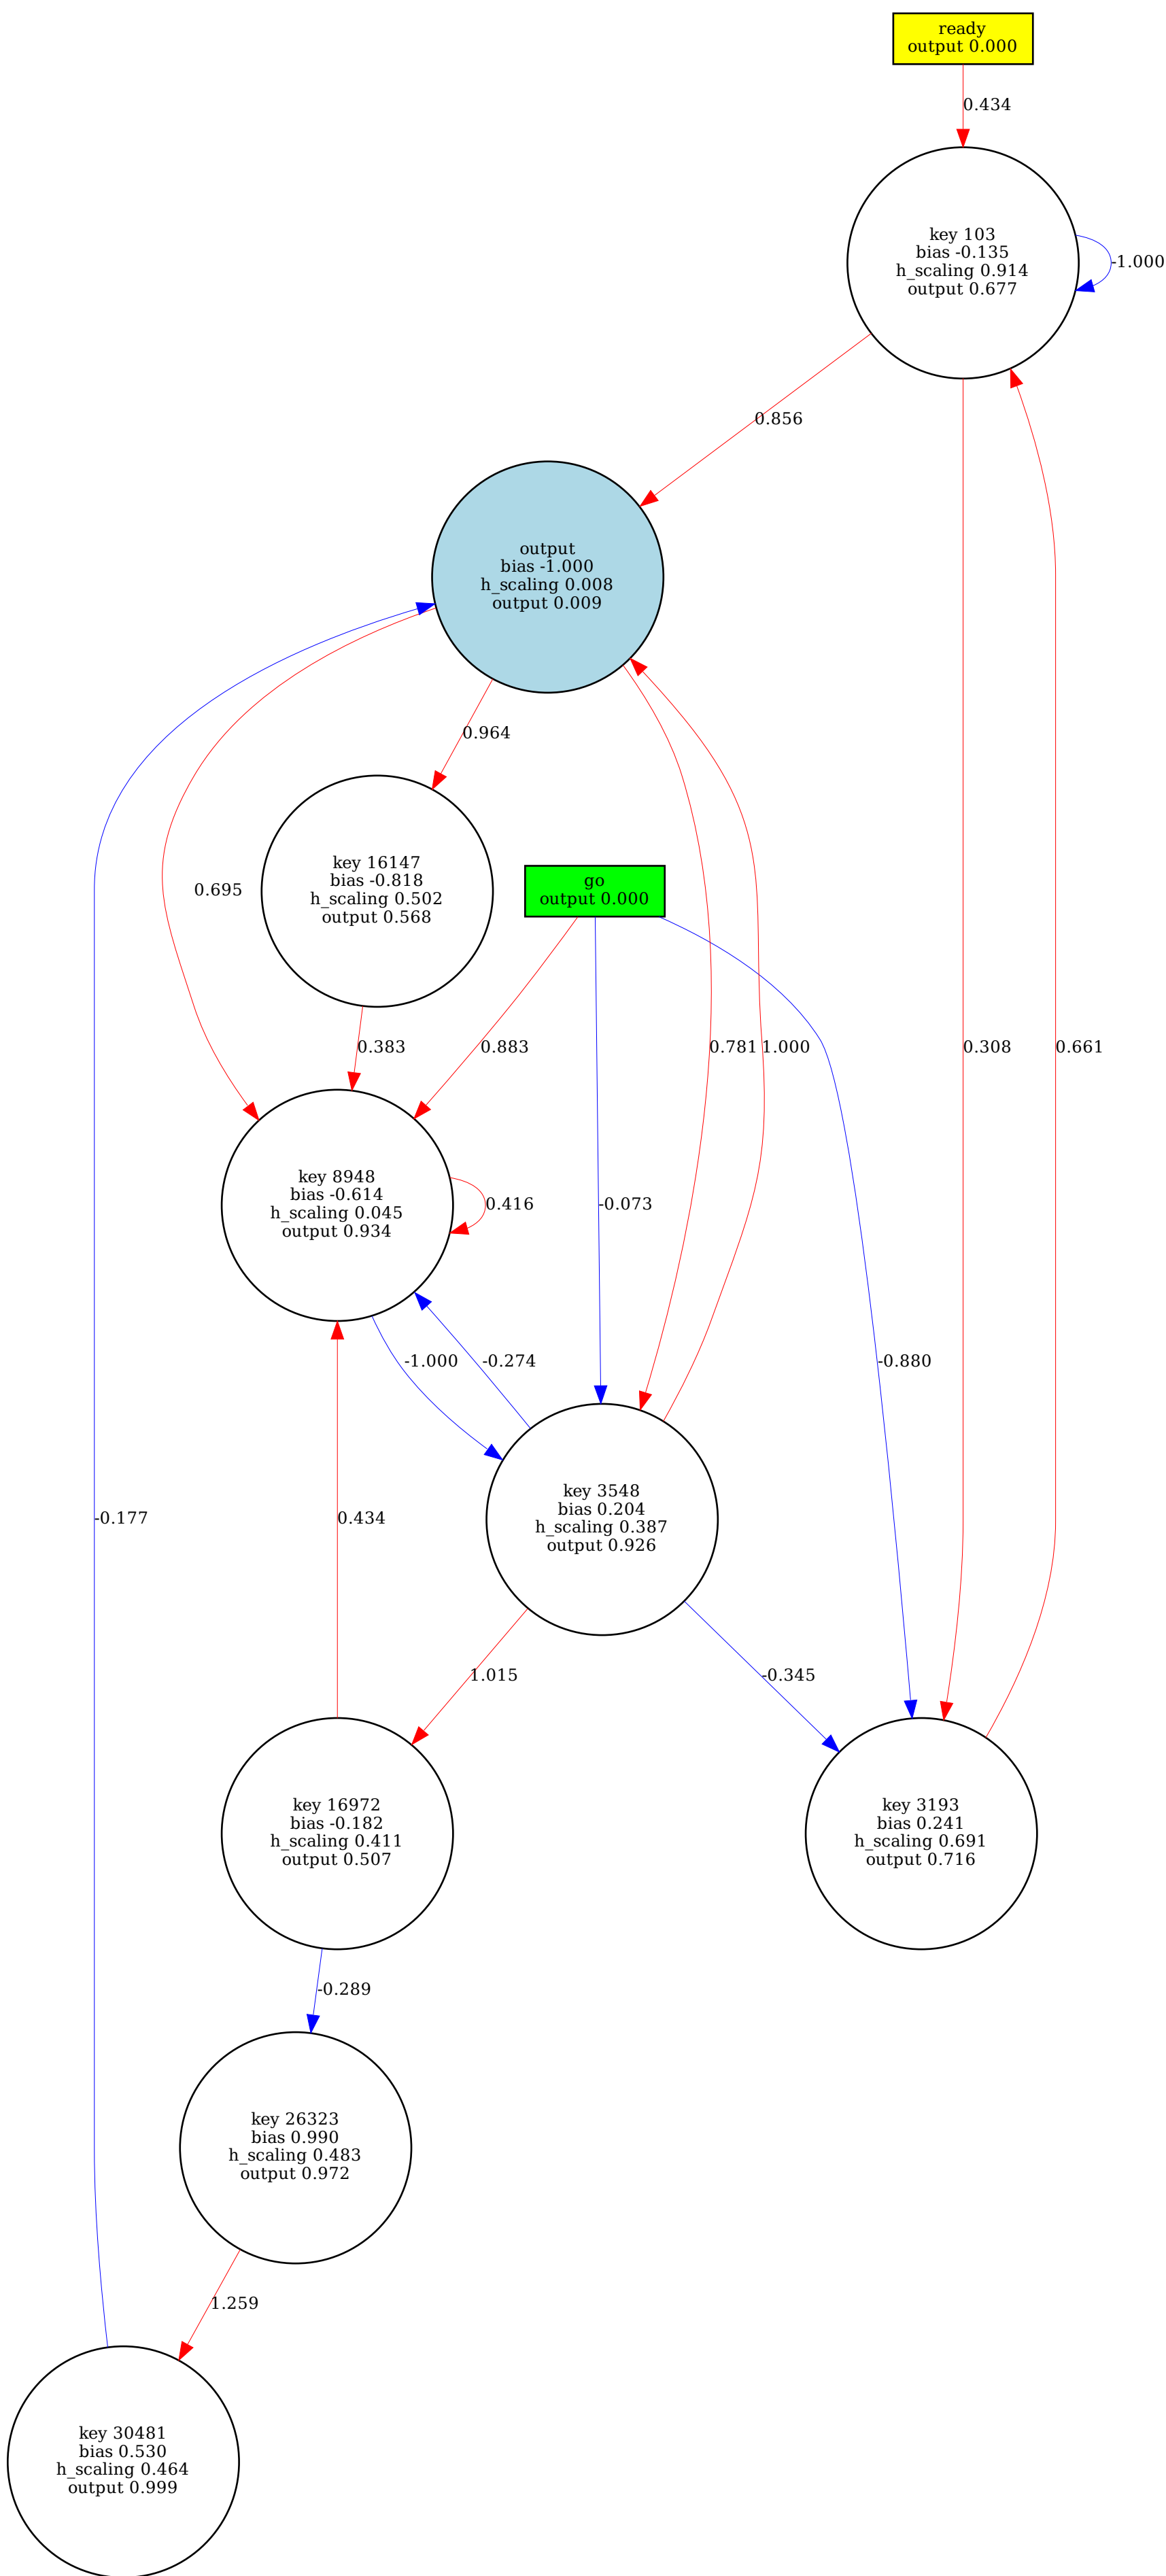 ready
output 0.000
0.434
key 103
bias -0.135
h_scaling 0.914
output 0.677
-1.000
0.856
output
bias -1.000
h_scaling 0.008
output 0.009
0.964
key 16147
bias -0.818
h_scaling 0.502
output 0.568
go
output 0.000
0.695
0.383
0.883
0.781
1.000
0.308
0.661
key 8948
bias -0.614
h_scaling 0.045
output 0.934
0.416
-0.073
-1.000
-0.274
-0.880
key 3548
bias 0.204
h_scaling 0.387
output 0.926
-0.177
0.434
1.015
-0.345
key 16972
bias -0.182
h_scaling 0.411
output 0.507
key 3193
bias 0.241
h_scaling 0.691
output 0.716
-0.289
key 26323
bias 0.990
h_scaling 0.483
output 0.972
1.259
key 30481
bias 0.530
h_scaling 0.464
output 0.999